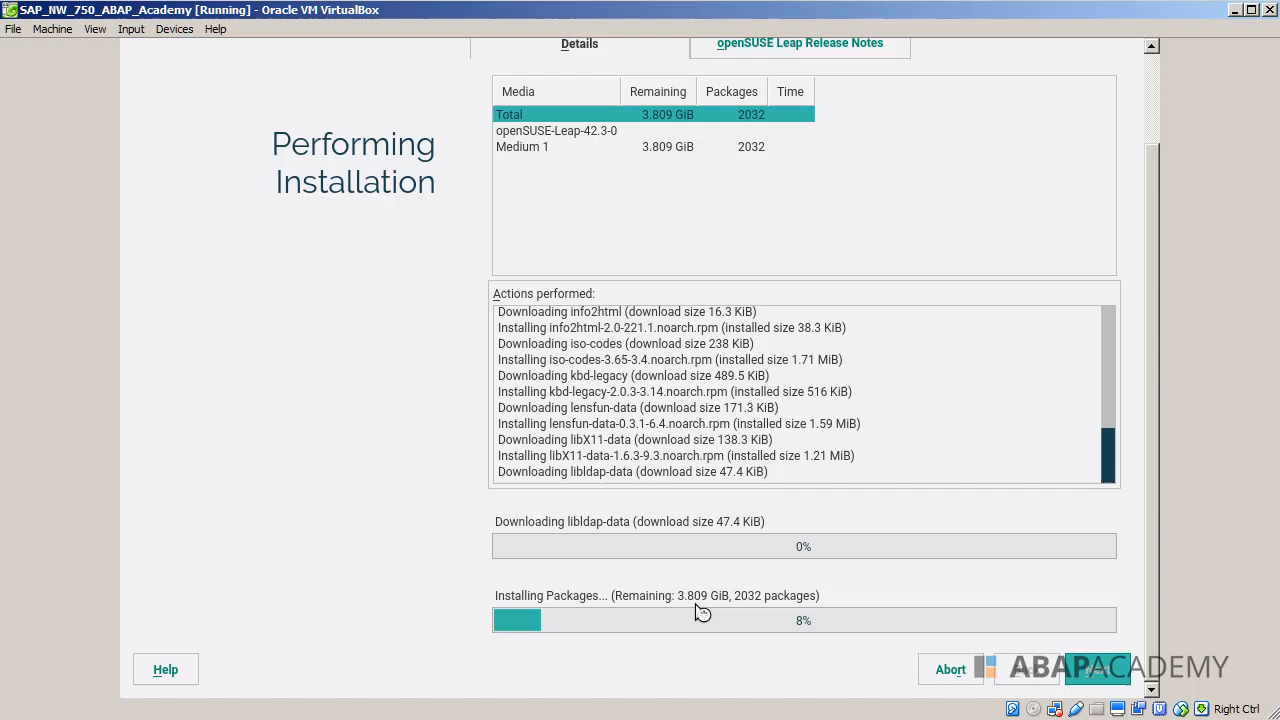 SAP_NW_750_ABAP_Academy [Running] - Oracle VM VirtualBox
File Machine View Input Devices Help
Details openSUSE Leap Release Notes
Performing Installation
Media Remaining Packages Time
Total 3.809 GiB 2032
openSUSE-Leap-42.3-0
Medium 1 3.809 GiB 2032
Actions performed:
Downloading info2html (download size 16.3 KiB)
Installing info2html-2.0-221.1.noarch.rpm (installed size 38.3 KiB)
Downloading iso-codes (download size 238 KiB)
Installing iso-codes-3.65-3.4.noarch.rpm (installed size 1.71 MiB)
Downloading kbd-legacy (download size 489.5 KiB)
Installing kbd-legacy-2.0.3-3.14.noarch.rpm (installed size 516 KiB)
Downloading lensfun-data (download size 171.3 KiB)
Installing lensfun-data-0.3.1-6.4.noarch.rpm (installed size 1.59 MiB)
Downloading libX11-data (download size 138.3 KiB)
Installing libX11-data-1.6.3-9.3.noarch.rpm (installed size 1.21 MiB)
Downloading libldap-data (download size 47.4 KiB)
Downloading libldap-data (download size 47.4 KiB)
0%
Installing Packages... (Remaining: 3.809 GiB, 2032 packages)
8%
Help Abort
ABAPACADEMY
Right Ctrl